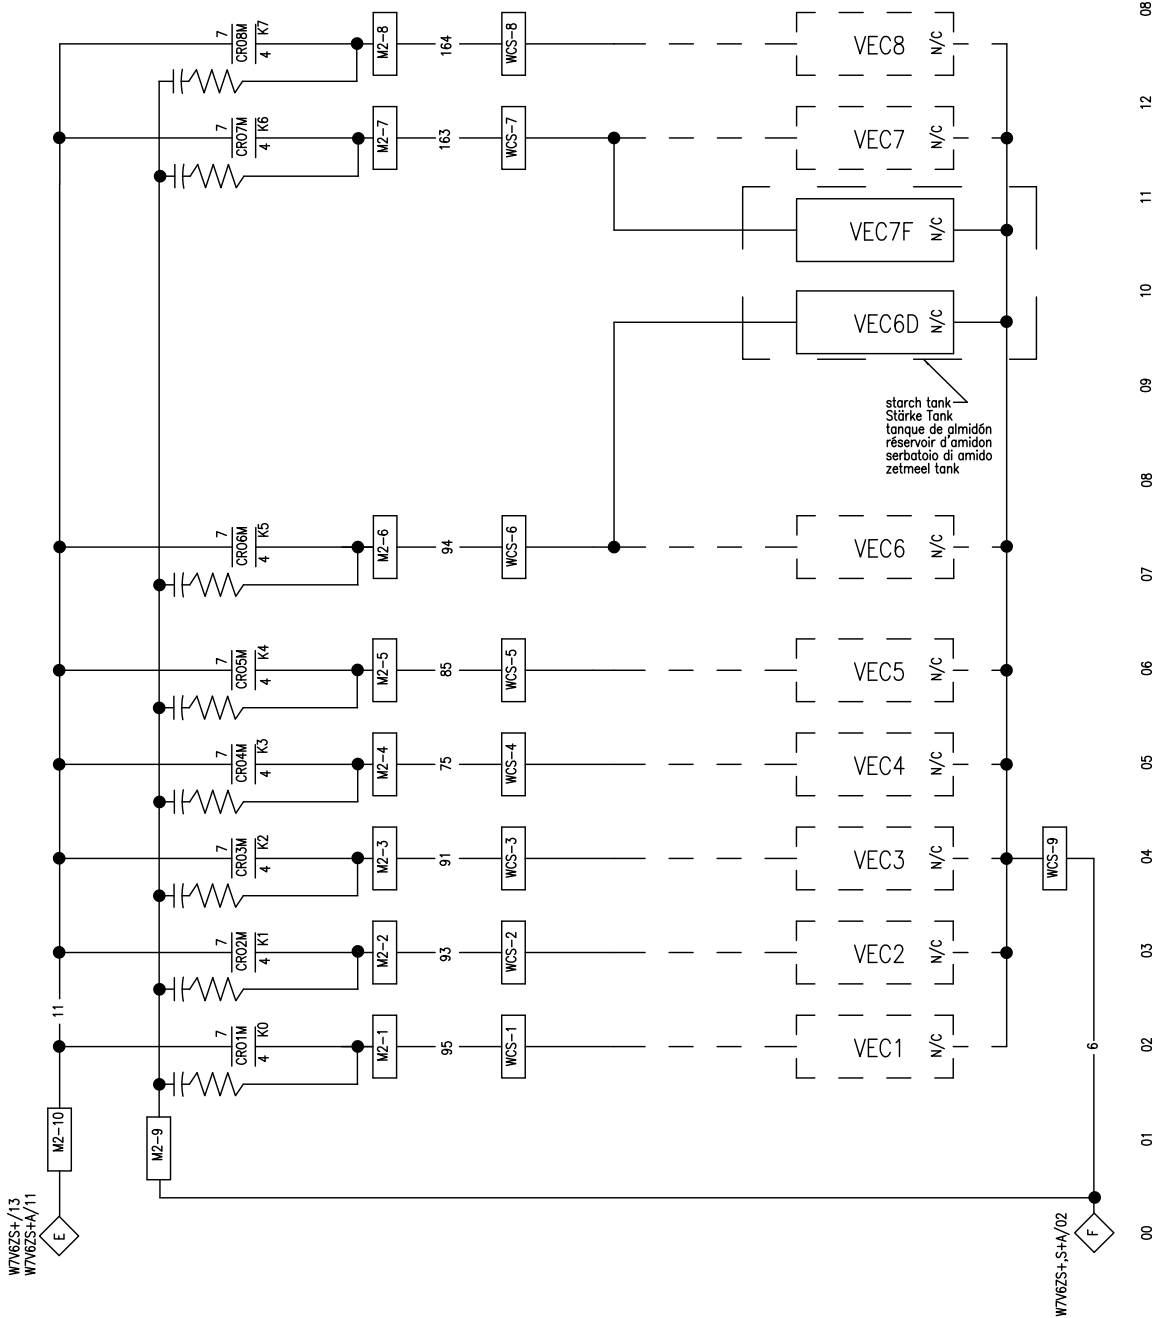 7
CR08M
4 K7
M2-8
164
WCS-8
VEC8
N/C
08
7
CR07M
4 K6
M2-7
163
WCS-7
VEC7
N/C
12
11
VEC7F
N/C
10
VEC6D
N/C
09
starch tank
Stärke Tank
tanque de almidón
réservoir d'amidon
serbatoio di amido
zetmeel tank
08
7
CR06M
4 K5
M2-6
94
WCS-6
VEC6
N/C
07
7
CR05M
4 K4
M2-5
85
WCS-5
VEC5
N/C
06
7
CR04M
4 K3
M2-4
75
WCS-4
VEC4
N/C
05
7
CR03M
4 K2
M2-3
91
WCS-3
VEC3
N/C
WCS-9
04
7
CR02M
4 K1
M2-2
93
WCS-2
VEC2
N/C
03
11
7
CR01M
4 K0
M2-1
95
WCS-1
VEC1
N/C
6
02
M2-10
M2-9
01
W7V6ZS+/13
W7V6ZS+A/11
E
W7V6ZS+,S+A/02
F
00